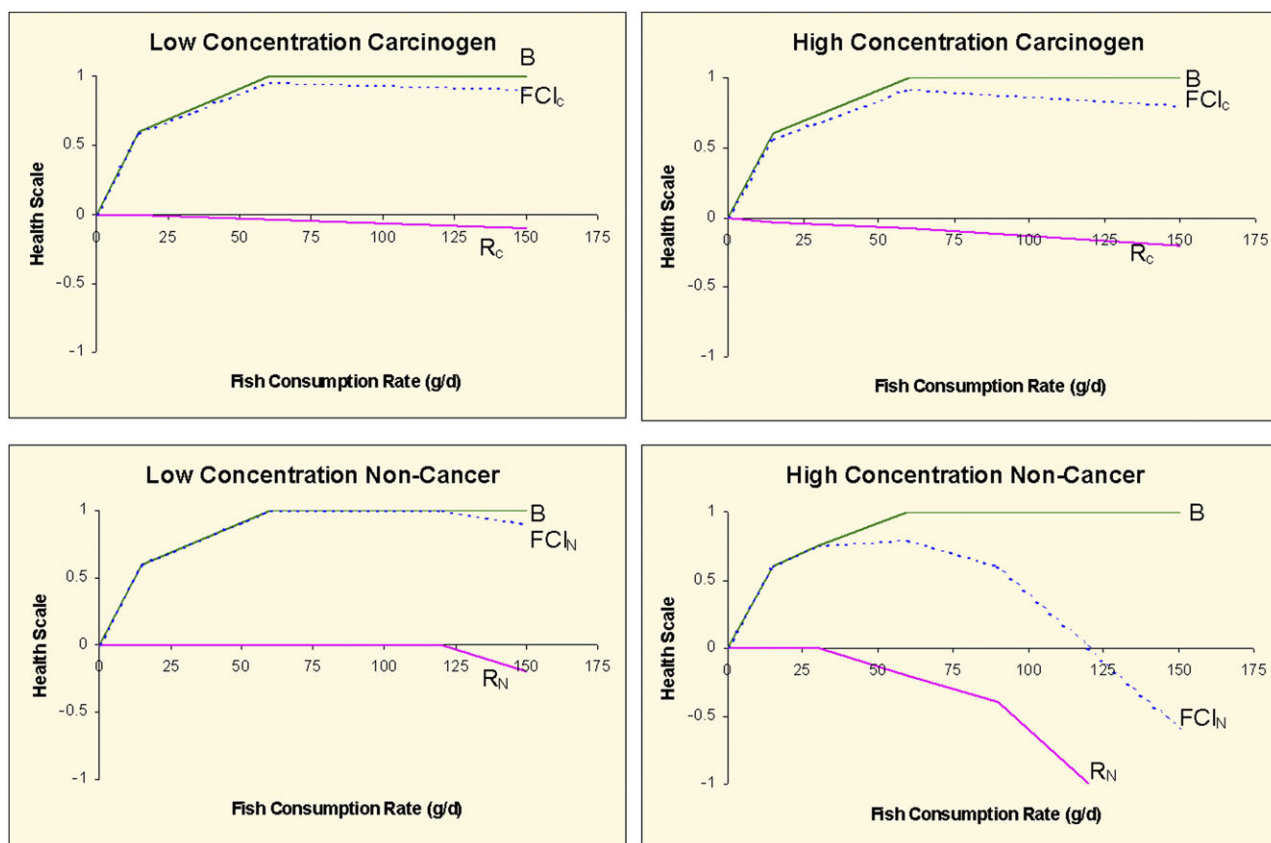 Low Concentration Carcinogen
B
FCIc
1
0.5
0
-0.5
-1
0 25 50 75 100 125 150 175
Rc
Health Scale
Fish Consumption Rate (g/d)
High Concentration Carcinogen
B
FCIc
1
0.5
0
-0.5
-1
0 25 50 75 100 125 150 175
Rc
Health Scale
Fish Consumption Rate (g/d)
Low Concentration Non-Cancer
B
FCIN
1
0.5
0
-0.5
-1
0 25 50 75 100 125 150 175
RN
Health Scale
Fish Consumption Rate (g/d)
High Concentration Non-Cancer
B
1
0.5
0
-0.5
-1
0 25 50 75 100 125 150 175
FCIN
RN
Health Scale
Fish Consumption Rate (g/d)